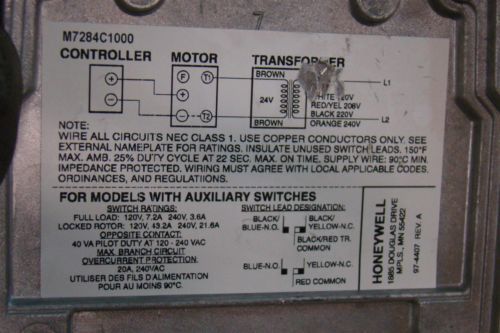 7
M7284C1000
CONTROLLER MOTOR TRANSFORMER
+
−
F
T1
+
−
T2
BROWN
24V
BROWN
L1
WHITE 120V
RED/YEL 208V
BLACK 220V
ORANGE 240V
L2
NOTE:
WIRE ALL CIRCUITS NEC CLASS 1. USE COPPER CONDUCTORS ONLY. SEE
EXTERNAL NAMEPLATE FOR RATINGS. INSULATE UNUSED SWITCH LEADS. 150°F
MAX. AMB. 25% DUTY CYCLE AT 22 SEC. MAX. ON TIME. SUPPLY WIRE: 90°C MIN.
IMPEDANCE PROTECTED. WIRING MUST AGREE WITH LOCAL APPLICABLE CODES,
ORDINANCES, AND REGULATIONS.
FOR MODELS WITH AUXILIARY SWITCHES
SWITCH RATINGS:
FULL LOAD: 120V, 7.2A 240V, 3.6A
LOCKED ROTOR: 120V, 43.2A 240V, 21.6A
OPPOSITE CONTACT:
40 VA PILOT DUTY AT 120 - 240 VAC
MAX. BRANCH CIRCUIT
OVERCURRENT PROTECTION:
20A, 240VAC
UTILISER DES FILS D'ALIMENTATION
POUR AU MOINS 90°C.
SWITCH LEAD DESIGNATION:
BLACK/
BLUE-N.O.
BLACK/
YELLOW-N.C.
BLACK/RED TR.
COMMON
BLUE-N.O.
YELLOW-N.C.
RED COMMON
HONEYWELL
1885 DOUGLAS DRIVE
MPLS., MN 55422
97-4407 REV. A